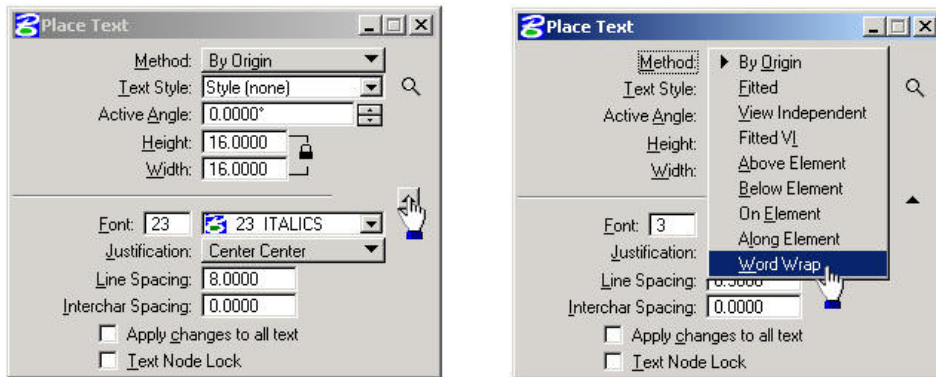 Place Text
Method: By Origin
Text Style: Style (none)
Active Angle: 0.0000°
Height: 16.0000
Width: 16.0000
Font: 23 23 ITALICS
Justification: Center Center
Line Spacing: 8.0000
Interchar Spacing: 0.0000
Apply changes to all text
Text Node Lock
Place Text
Method:
Text Style:
Active Angle:
Height:
Width:
By Origin
Fitted
View Independent
Fitted VI
Above Element
Below Element
On Element
Along Element
Word Wrap
Font: 3
Justification:
Line Spacing:
Interchar Spacing: 0.0000
Apply changes to all text
Text Node Lock